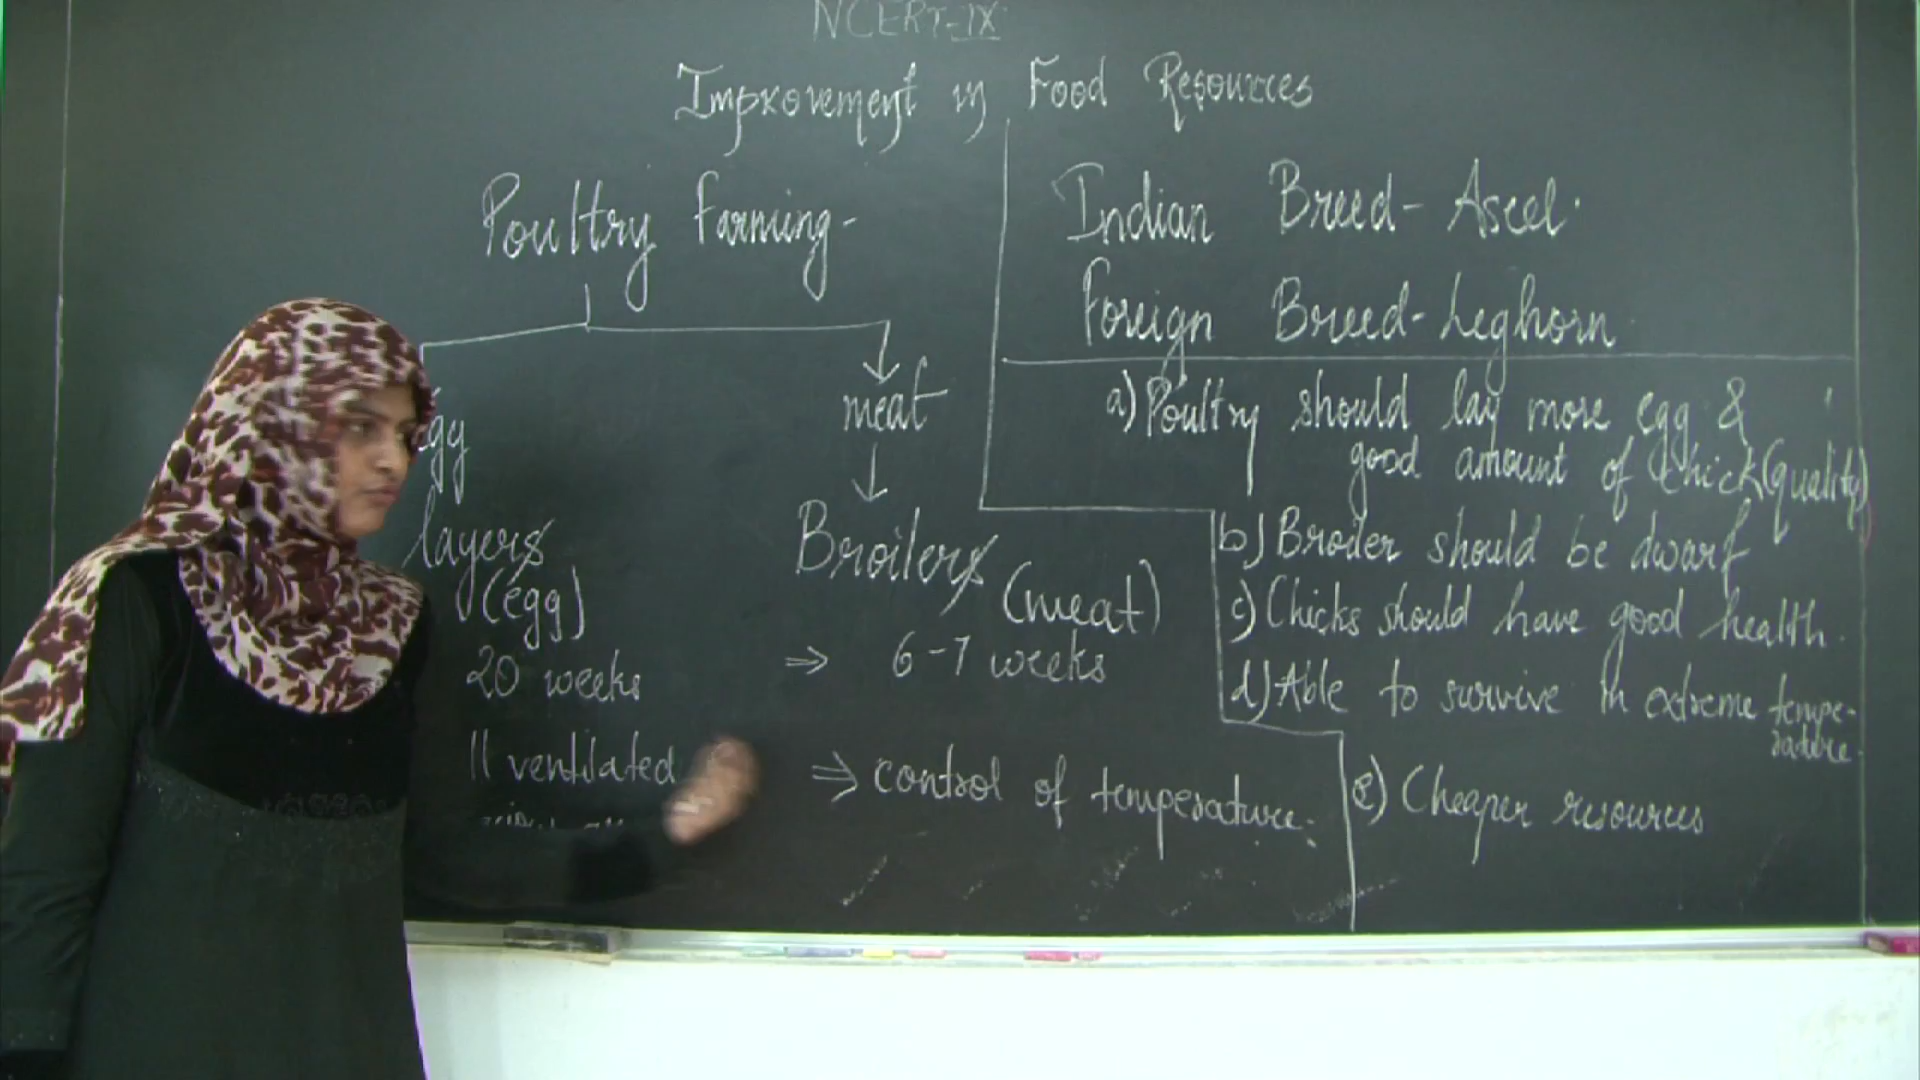 NCERT-IX
Improvement in Food Resources
Poultry Farming-
egg
layers
(egg)
20 weeks
ll ventilated
meat
Broilers
(meat)
⇒ 6-7 weeks
⇒ control of temperature.
Indian Breed - Aseel.
Foreign Breed - Leghorn.
a) Poultry should lay more egg &
good amount of chick (quality)
b) Broiler should be dwarf
c) Chicks should have good health.
d) Able to survive in extreme tempe-
rature.
e) Cheaper resources